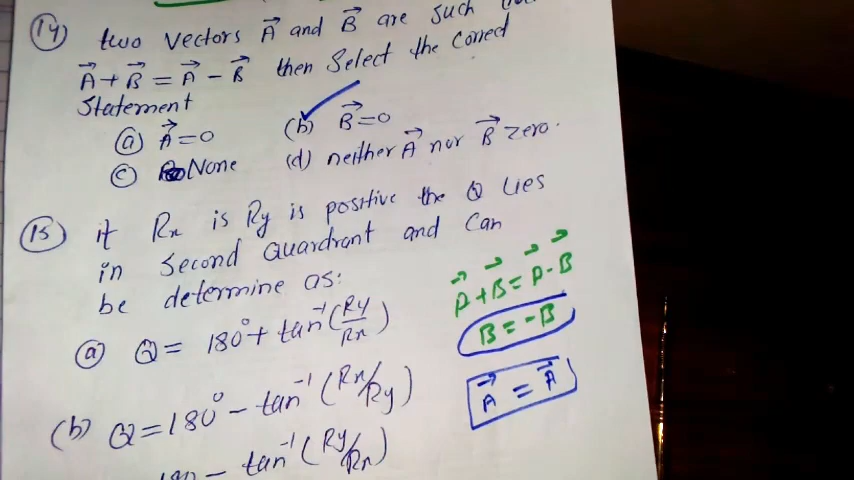 (14) two vectors A⃗ and B⃗ are such
A⃗ + B⃗ = A⃗ - B⃗ then Select the Correct
Statement
(a) A⃗ = 0 (b) B⃗ = 0
(c) None (d) neither A⃗ nor B⃗ zero.
(15) if Rx is Ry is positive the Q lies
in second Quardrant and Can
be determine as:
(a) Q = 180° + tan⁻¹(Ry/Rx)
(b) Q = 180° - tan⁻¹(Rx/Ry)
180 - tan⁻¹(Ry/Rx)
A⃗ + B⃗ = A⃗ - B⃗
B = -B
A⃗ = A⃗